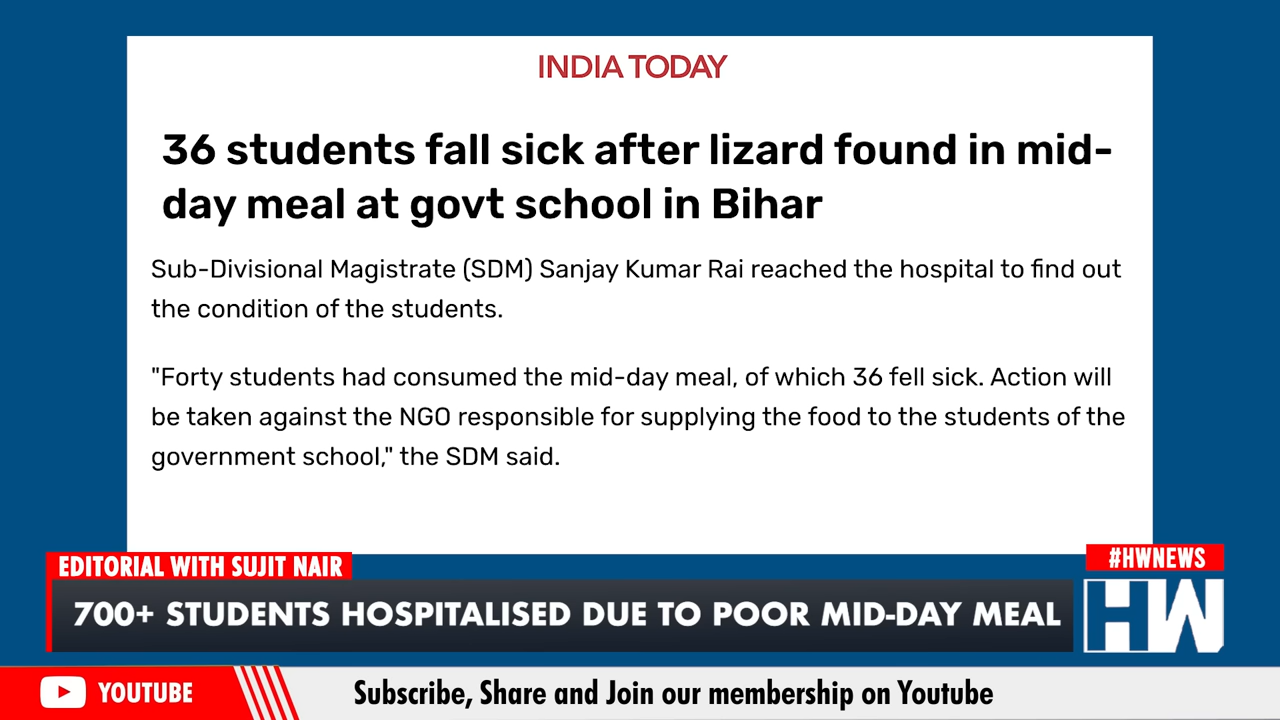 INDIA TODAY
36 students fall sick after lizard found in mid-
day meal at govt school in Bihar
Sub-Divisional Magistrate (SDM) Sanjay Kumar Rai reached the hospital to find out
the condition of the students.
"Forty students had consumed the mid-day meal, of which 36 fell sick. Action will
be taken against the NGO responsible for supplying the food to the students of the
government school," the SDM said.
EDITORIAL WITH SUJIT NAIR
#HWNEWS
700+ STUDENTS HOSPITALISED DUE TO POOR MID-DAY MEAL
HW
YOUTUBE
Subscribe, Share and Join our membership on Youtube